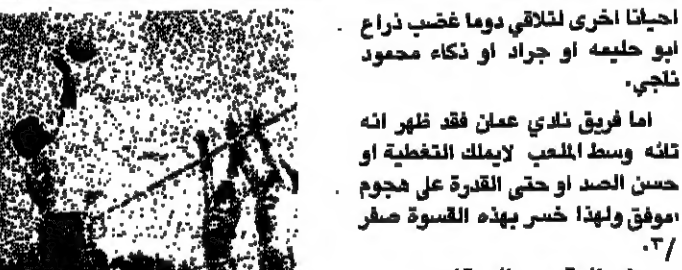 احيانا اخرى لتلاقي دوما غضب ذراع
ابو حليمه او جراد او ذكاء محمود
ناجي.
اما فريق نادي عمان فقد ظهر انه
تائه وسط الملعب لايملك التغطية او
حسن الصد او حتى القدرة على هجوم
موفق ولهذا خسر بهذه القسوة صفر
/٣.